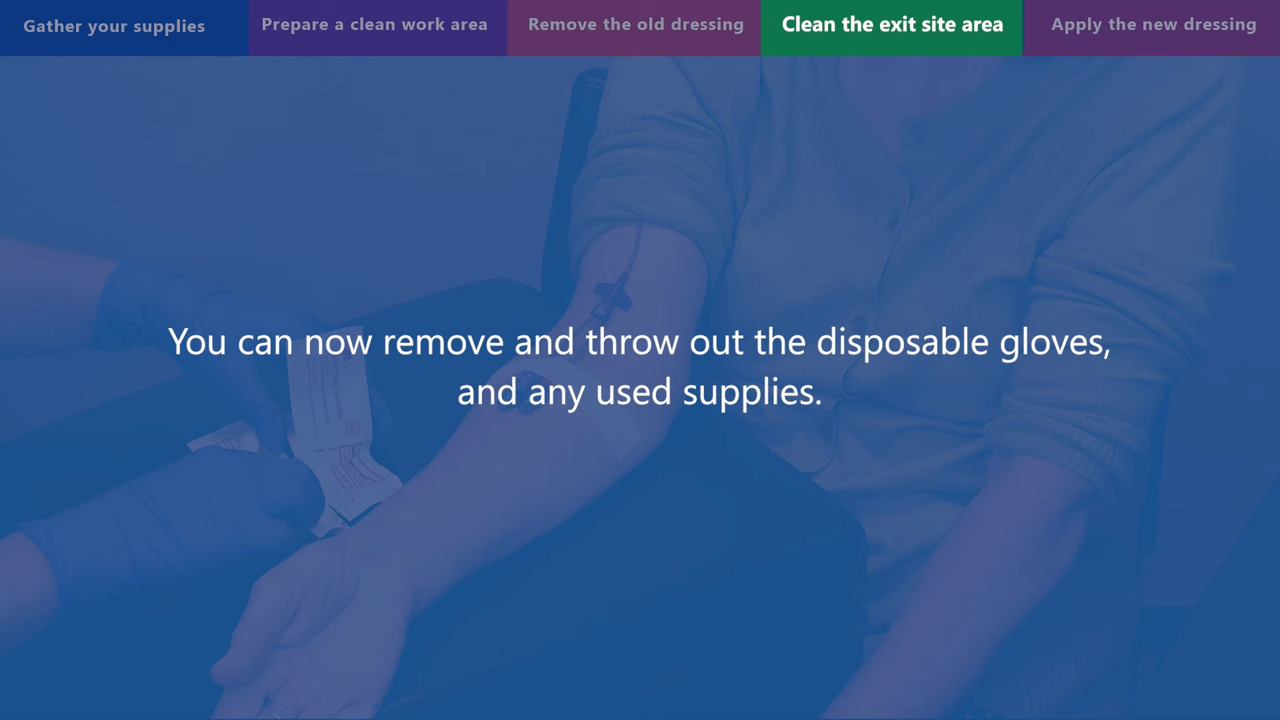 Gather your supplies
Prepare a clean work area
Remove the old dressing
Clean the exit site area
Apply the new dressing
You can now remove and throw out the disposable gloves,
and any used supplies.